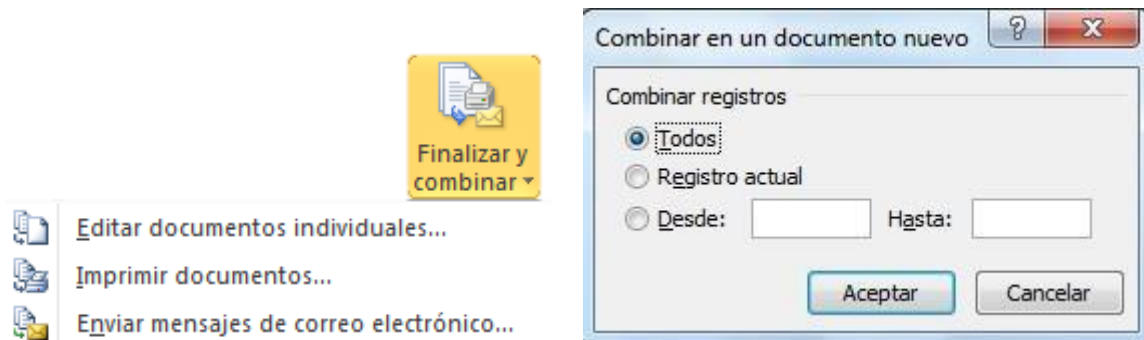 Finalizar y
combinar
Editar documentos individuales...
Imprimir documentos...
Enviar mensajes de correo electrónico...
Combinar en un documento nuevo
Combinar registros
Todos
Registro actual
Desde: Hasta:
Aceptar Cancelar